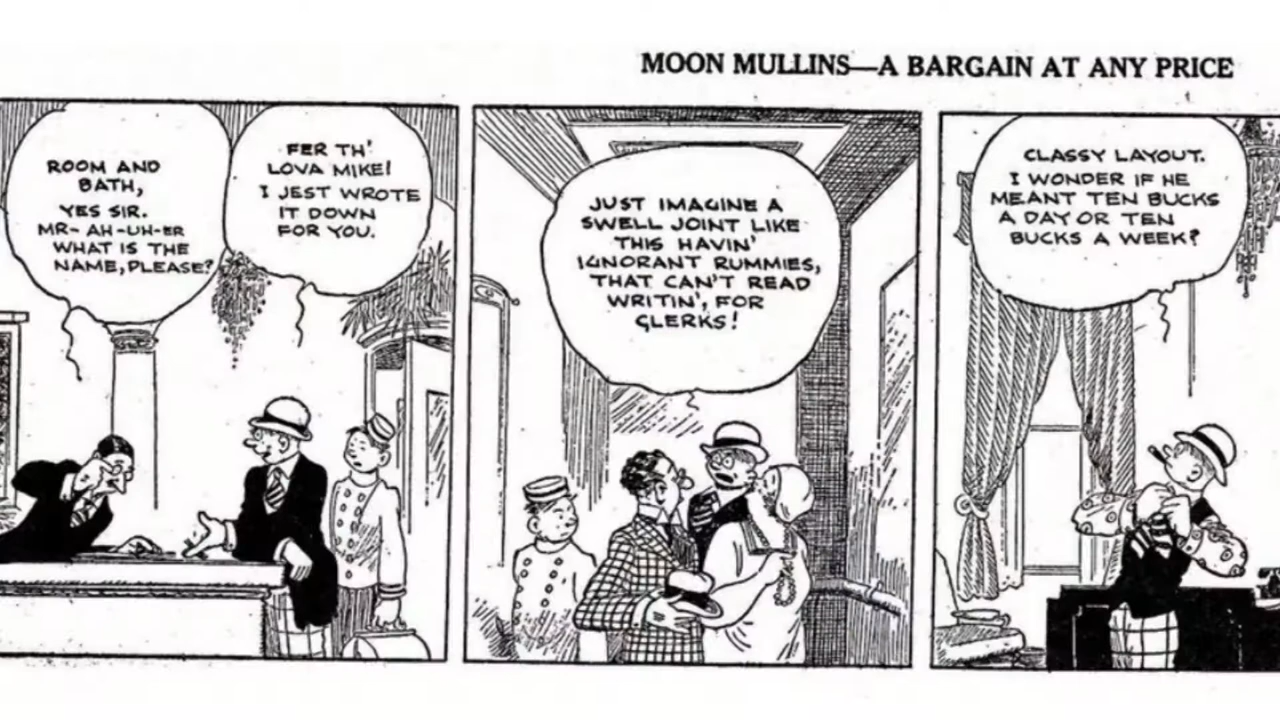 MOON MULLINS—A BARGAIN AT ANY PRICE
ROOM AND
BATH,
YES SIR.
MR- AH-UH-ER
WHAT IS THE
NAME, PLEASE?
FER TH'
LOVA MIKE!
I JEST WROTE
IT DOWN
FOR YOU.
JUST IMAGINE A
SWELL JOINT LIKE
THIS HAVIN'
IGNORANT RUMMIES,
THAT CAN'T READ
WRITIN', FOR
CLERKS!
CLASSY LAYOUT.
I WONDER IF HE
MEANT TEN BUCKS
A DAY OR TEN
BUCKS A WEEK?